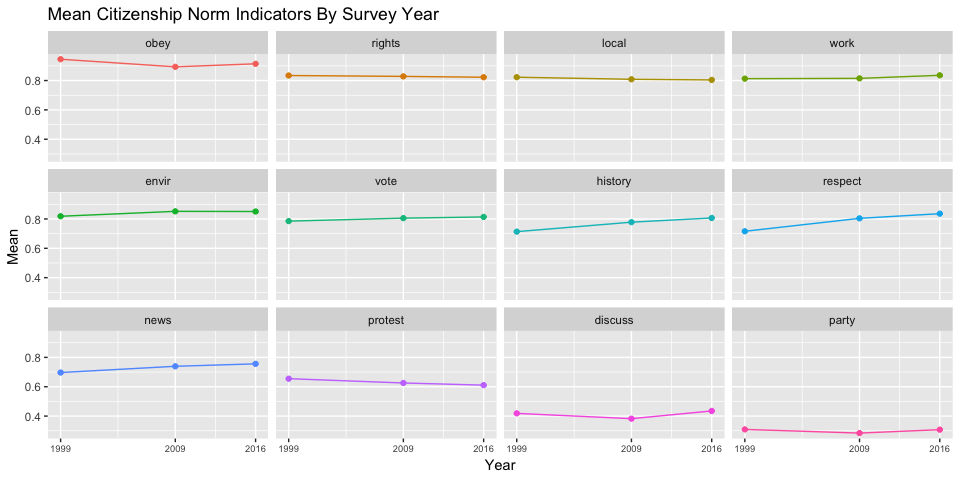 Mean Citizenship Norm Indicators By Survey Year
obey rights local work
0.8
0.6
0.4
envir vote history respect
0.8
0.6
0.4
Mean
news protest discuss party
0.8
0.6
0.4
1999 2009 2016 1999 2009 2016 1999 2009 2016 1999 2009 2016
Year